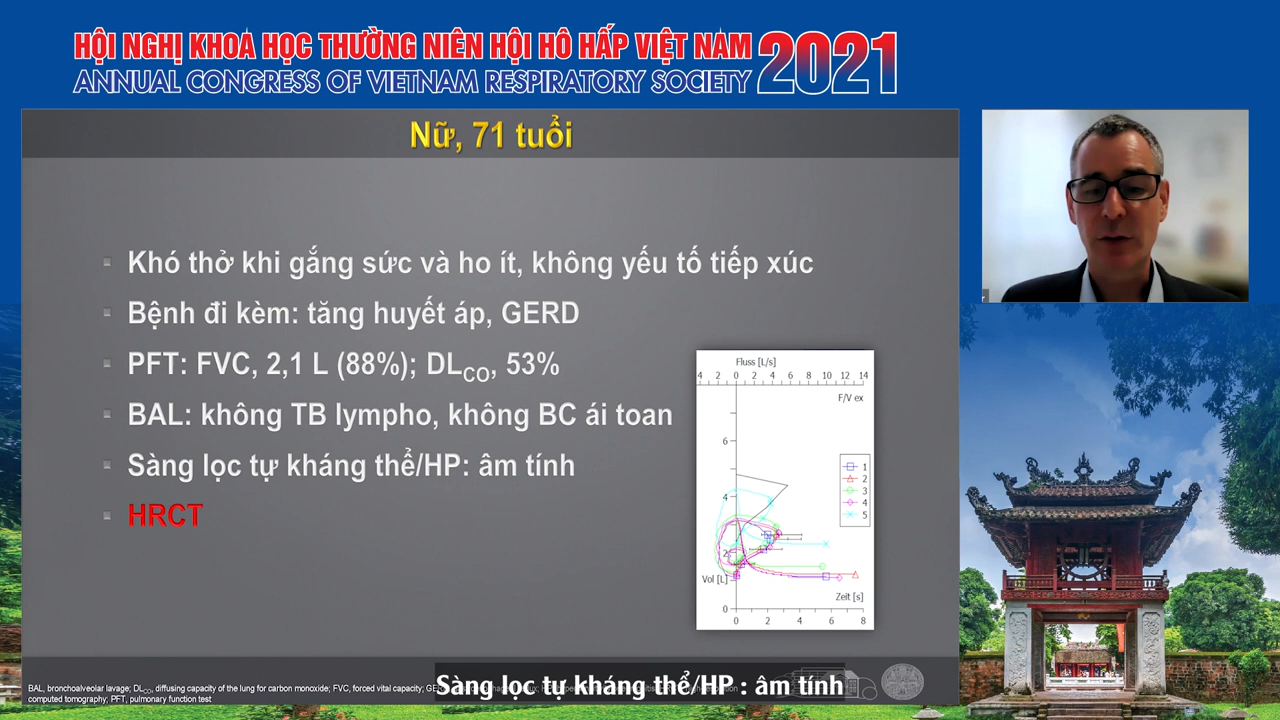 HỘI NGHỊ KHOA HỌC THƯỜNG NIÊN HỘI HÔ HẤP VIỆT NAM 2021
ANNUAL CONGRESS OF VIETNAM RESPIRATORY SOCIETY
Nữ, 71 tuổi
Khó thở khi gắng sức và ho ít, không yếu tố tiếp xúc
Bệnh đi kèm: tăng huyết áp, GERD
PFT: FVC, 2,1 L (88%); DLCO, 53%
BAL: không TB lympho, không BC ái toan
Sàng lọc tự kháng thể/HP: âm tính
HRCT
Fluss [L/s]
4 2 0 2 4 6 8 10 12 14
F/V ex
6
1
2
3
4
4
5
2
Vol [L]
Zeit [s]
0
0 2 4 6 8
Sàng lọc tự kháng thể/HP : âm tính
BAL, bronchoalveolar lavage; DLCO, diffusing capacity of the lung for carbon monoxide; FVC, forced vital capacity;
computed tomography; PFT, pulmonary function test